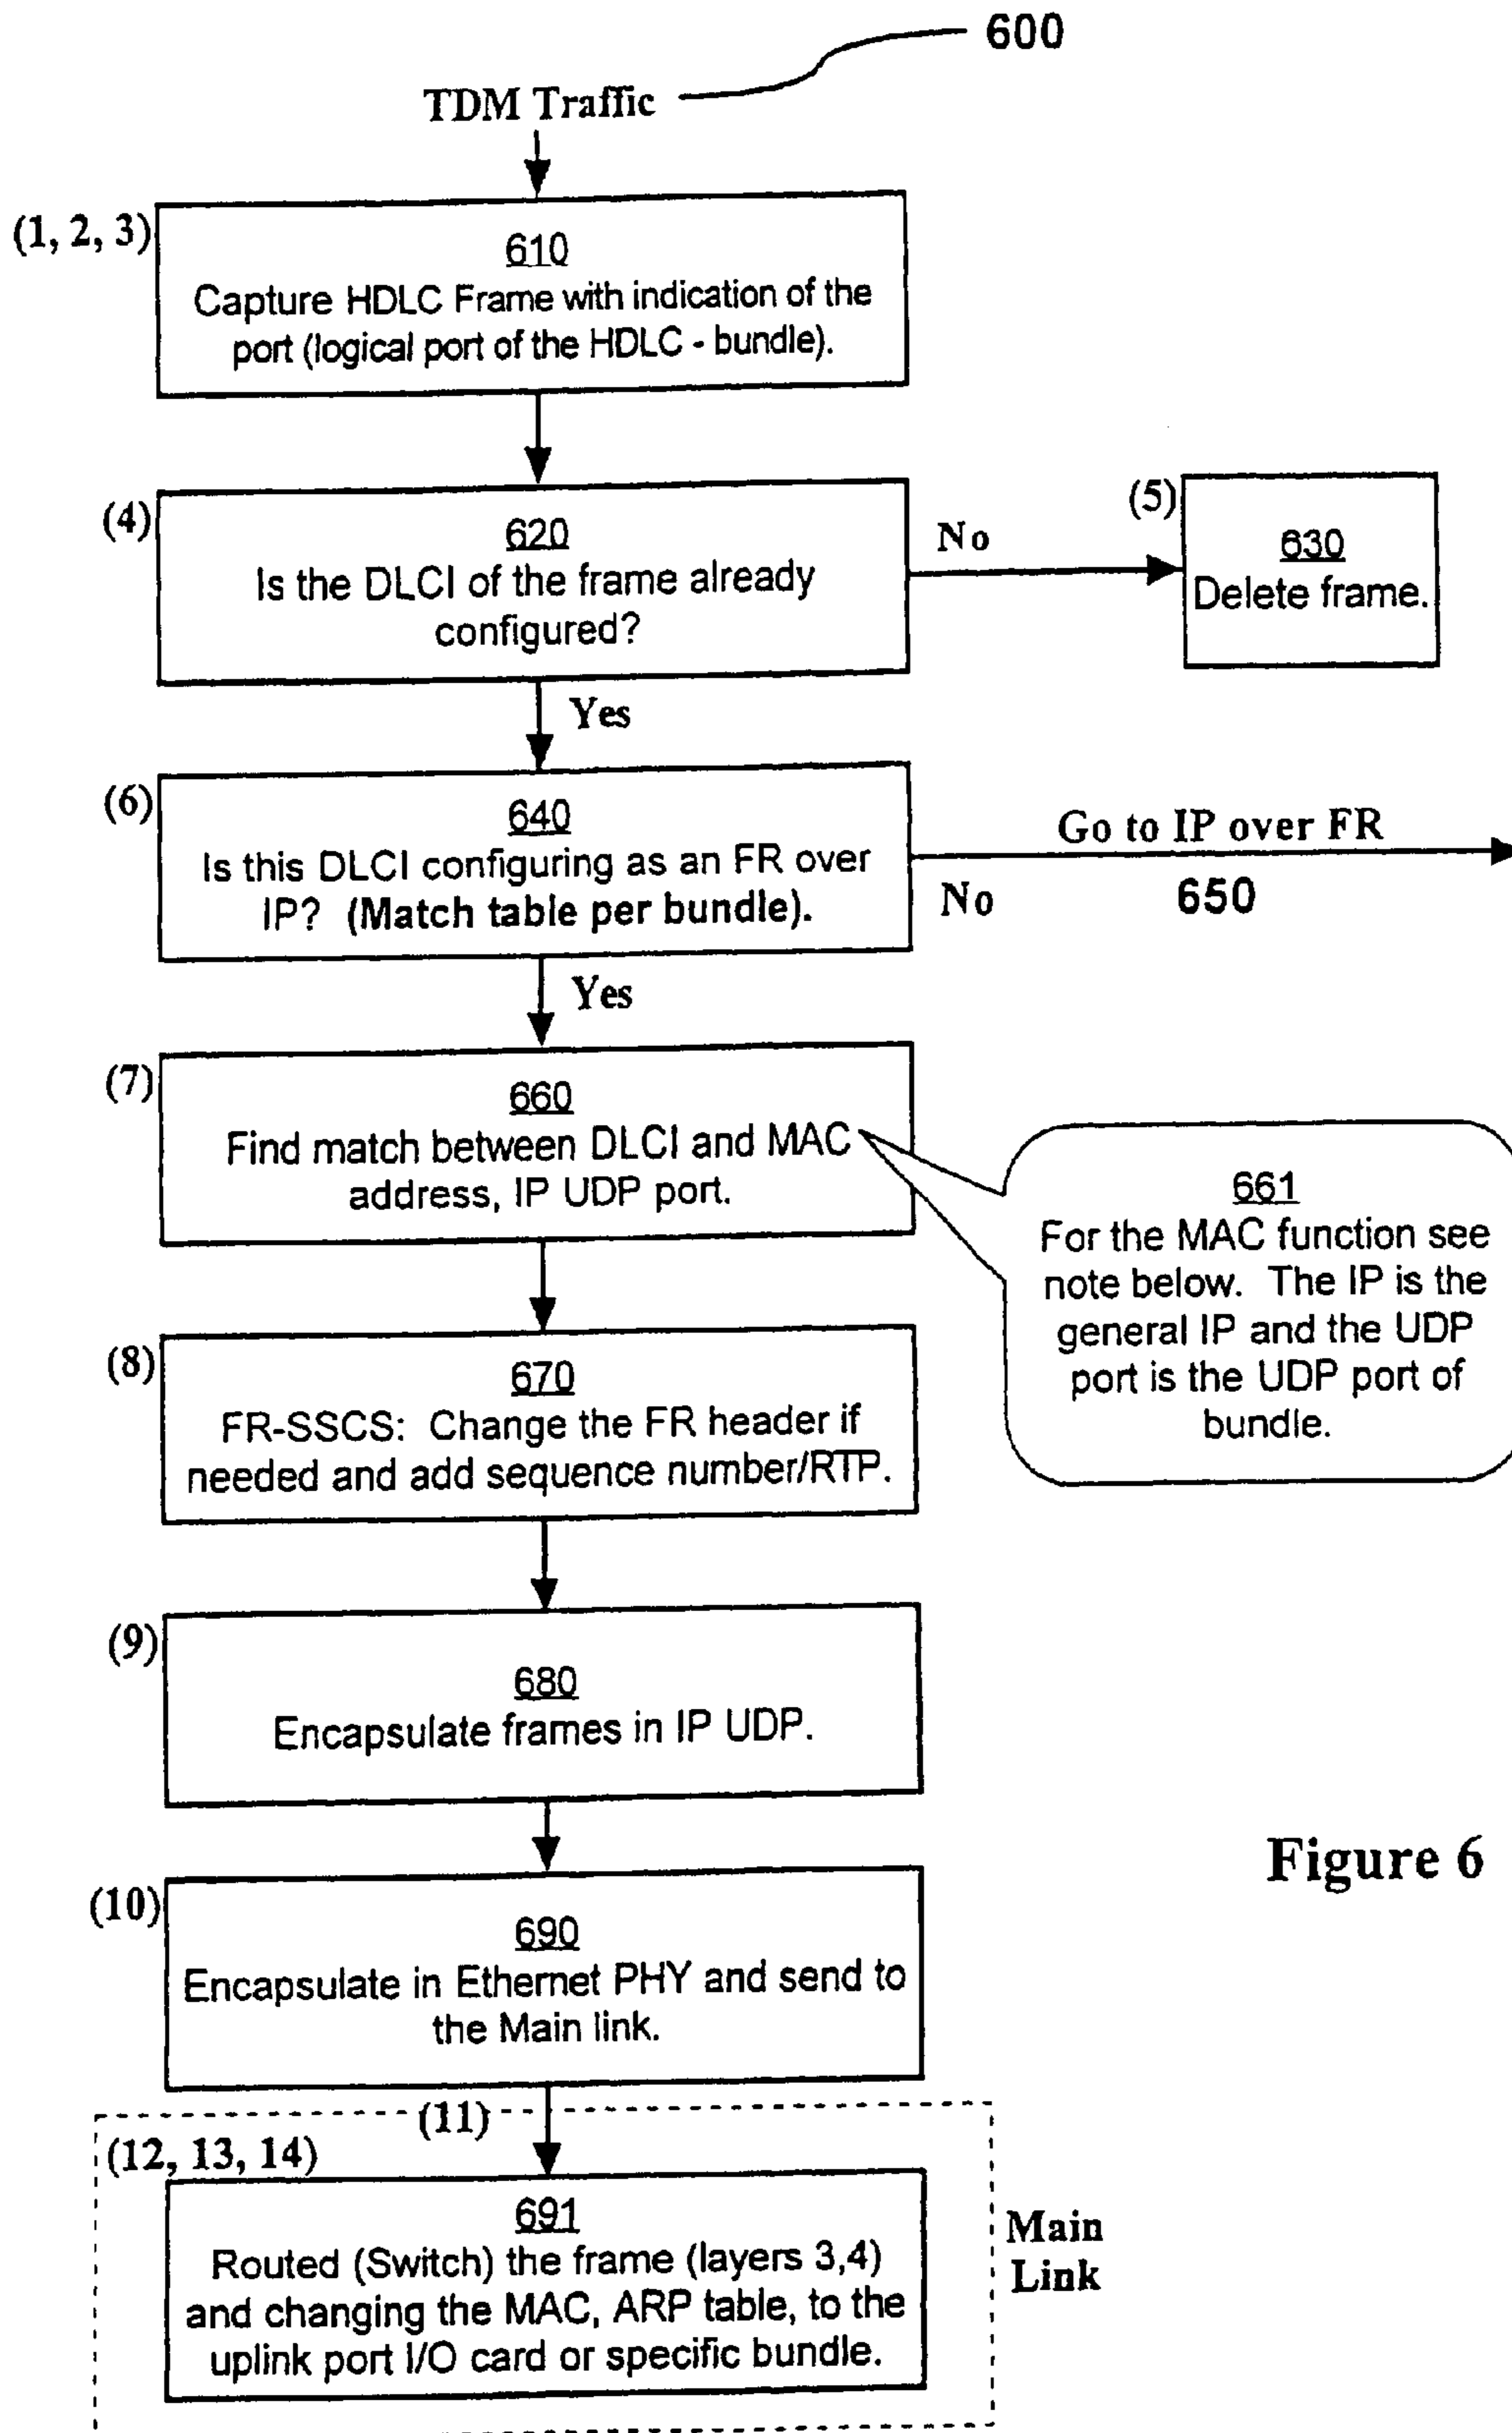 600
TDM Traffic
(1, 2, 3)
610
Capture HDLC Frame with indication of the
port (logical port of the HDLC - bundle).
(4)
620
Is the DLCI of the frame already
configured?
No
(5)
630
Delete frame.
Yes
(6)
640
Is this DLCI configuring as an FR over
IP? (Match table per bundle).
Go to IP over FR
No
650
Yes
(7)
660
Find match between DLCI and MAC
address, IP UDP port.
661
For the MAC function see
note below. The IP is the
general IP and the UDP
port is the UDP port of
bundle.
(8)
670
FR-SSCS: Change the FR header if
needed and add sequence number/RTP.
(9)
680
Encapsulate frames in IP UDP.
Figure 6
(10)
690
Encapsulate in Ethernet PHY and send to
the Main link.
(11)
(12, 13, 14)
691
Routed (Switch) the frame (layers 3,4)
and changing the MAC, ARP table, to the
uplink port I/O card or specific bundle.
Main
Link